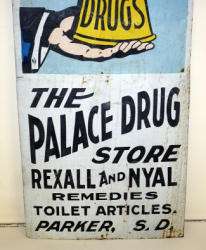 DRUGS
THE
PALACE DRUG
STORE
REXALL AND NYAL
REMEDIES
TOILET ARTICLES.
PARKER, S.D.